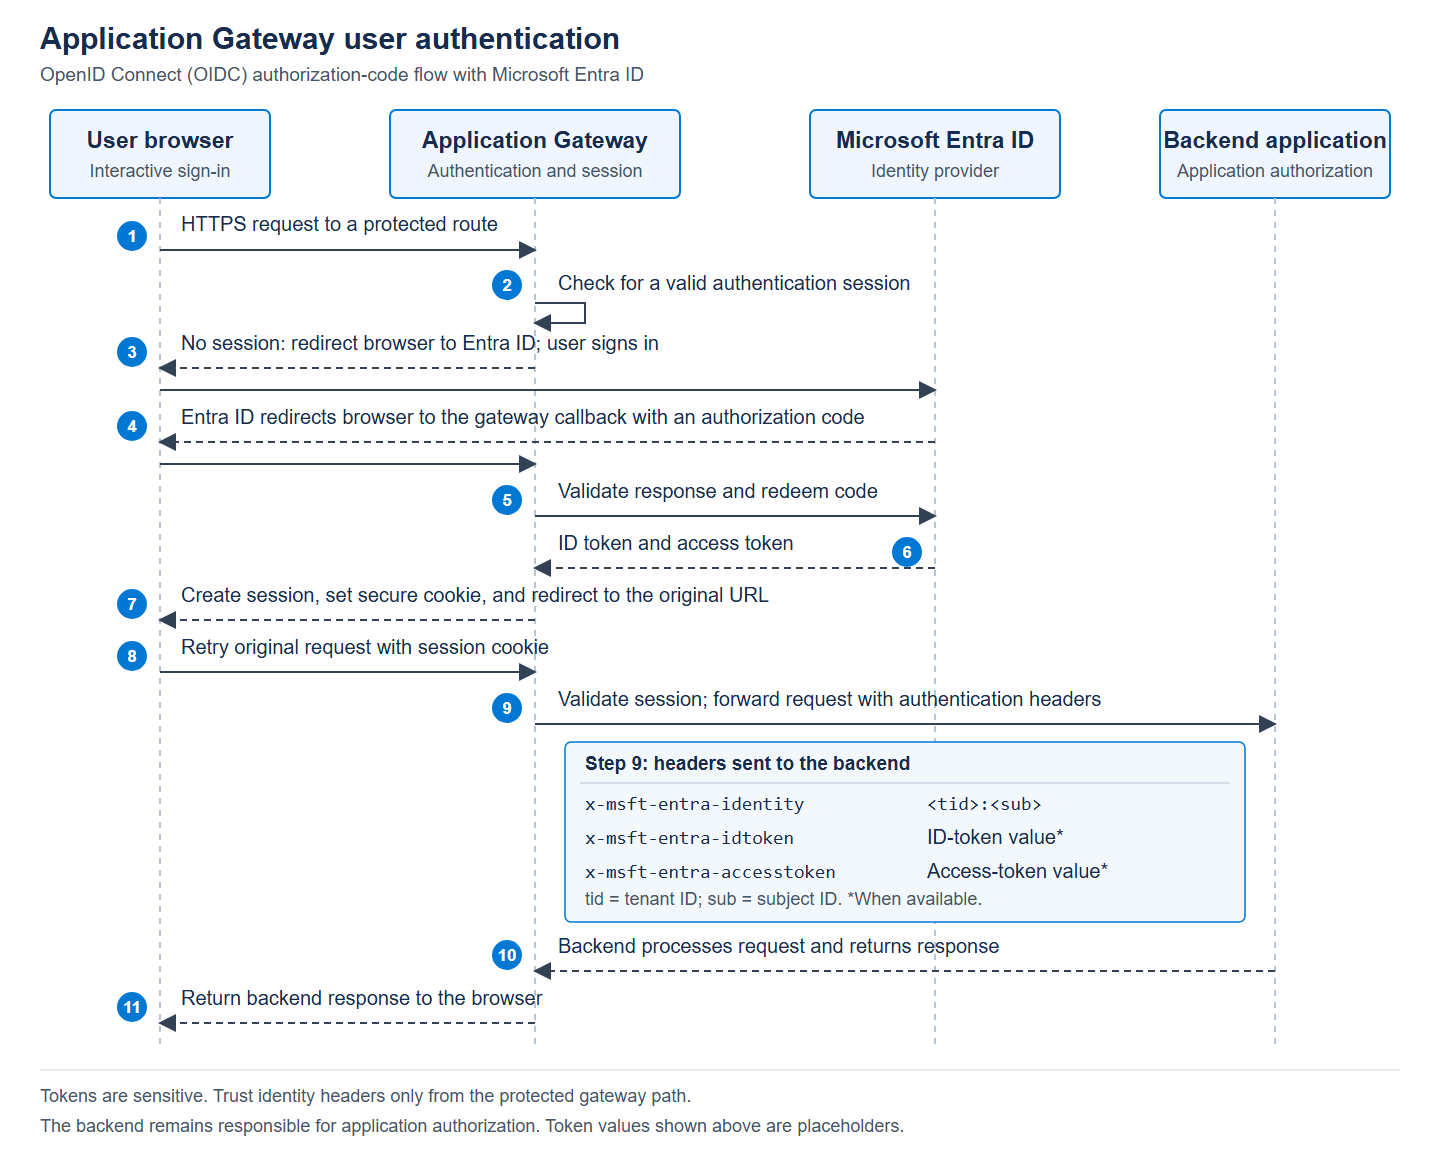 Application Gateway user authentication
OpenID Connect (OIDC) authorization-code flow with Microsoft Entra ID
User browser
Interactive sign-in
Application Gateway
Authentication and session
Microsoft Entra ID
Identity provider
Backend application
Application authorization
1
HTTPS request to a protected route
2
Check for a valid authentication session
3
No session: redirect browser to Entra ID; user signs in
4
Entra ID redirects browser to the gateway callback with an authorization code
5
Validate response and redeem code
ID token and access token
6
7
Create session, set secure cookie, and redirect to the original URL
8
Retry original request with session cookie
9
Validate session; forward request with authentication headers
Step 9: headers sent to the backend
x-msft-entra-identity <tid>:<sub>
x-msft-entra-idtoken ID-token value*
x-msft-entra-accesstoken Access-token value*
tid = tenant ID; sub = subject ID. *When available.
10
Backend processes request and returns response
11
Return backend response to the browser
Tokens are sensitive. Trust identity headers only from the protected gateway path.
The backend remains responsible for application authorization. Token values shown above are placeholders.